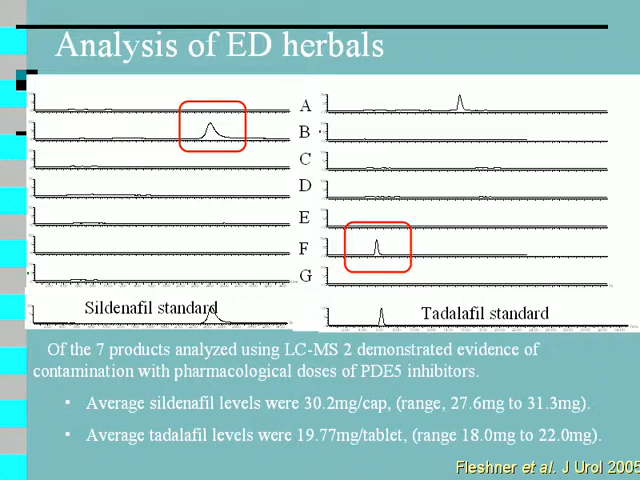 Analysis of ED herbals
A
B
C
D
E
F
G
Sildenafil standard
Tadalafil standard
Of the 7 products analyzed using LC-MS 2 demonstrated evidence of
contamination with pharmacological doses of PDE5 inhibitors.
• Average sildenafil levels were 30.2mg/cap, (range, 27.6mg to 31.3mg).
• Average tadalafil levels were 19.77mg/tablet, (range 18.0mg to 22.0mg).
Fleshner et al. J Urol 2005